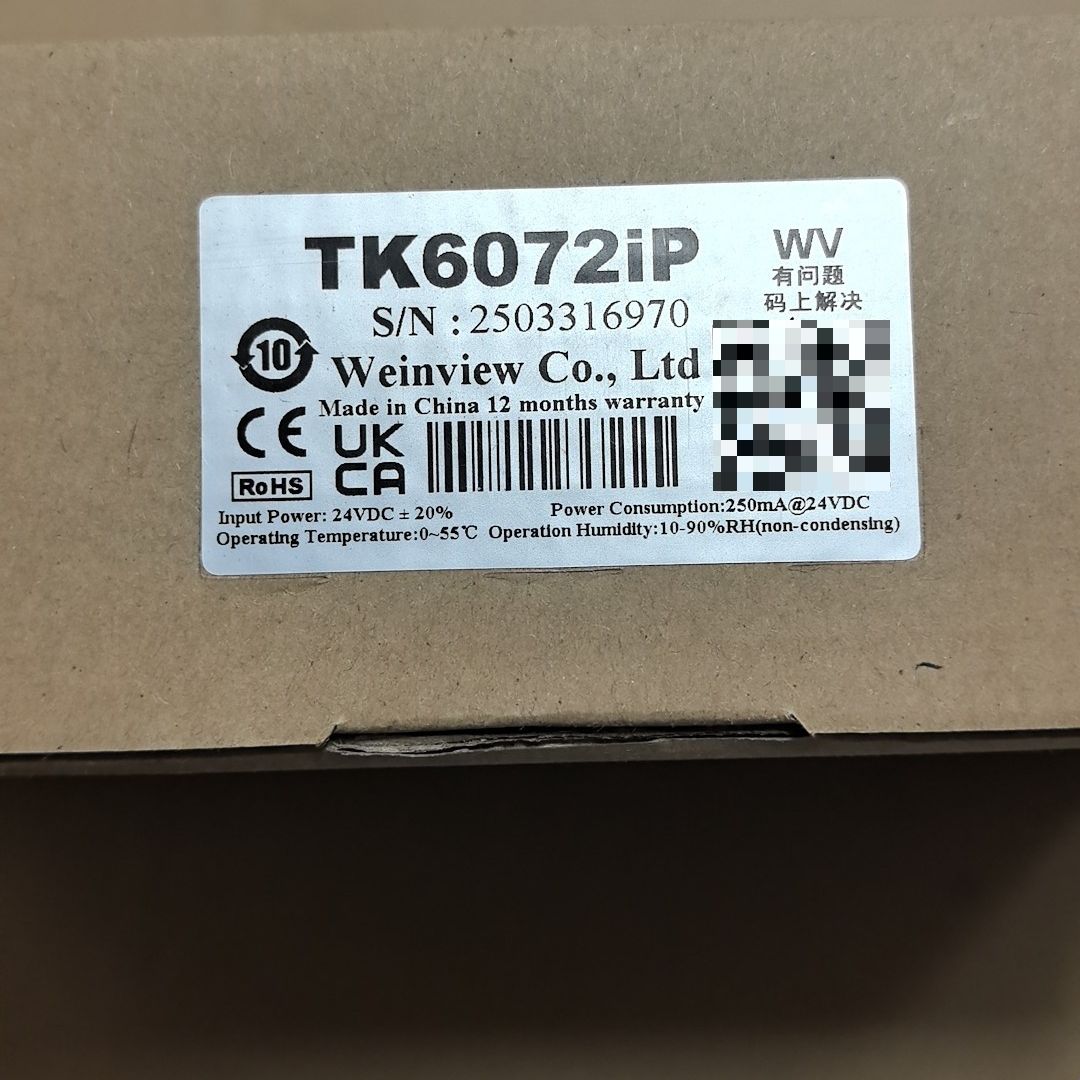 TK6072iP
WV
有问题
码上解决
S/N : 2503316970
10
Weinview Co., Ltd
Made in China 12 months warranty
CE
UK
CA
RoHS
Input Power: 24VDC ± 20%
Power Consumption:250mA@24VDC
Operating Temperature:0~55℃ Operation Humidity:10-90%RH(non-condensing)